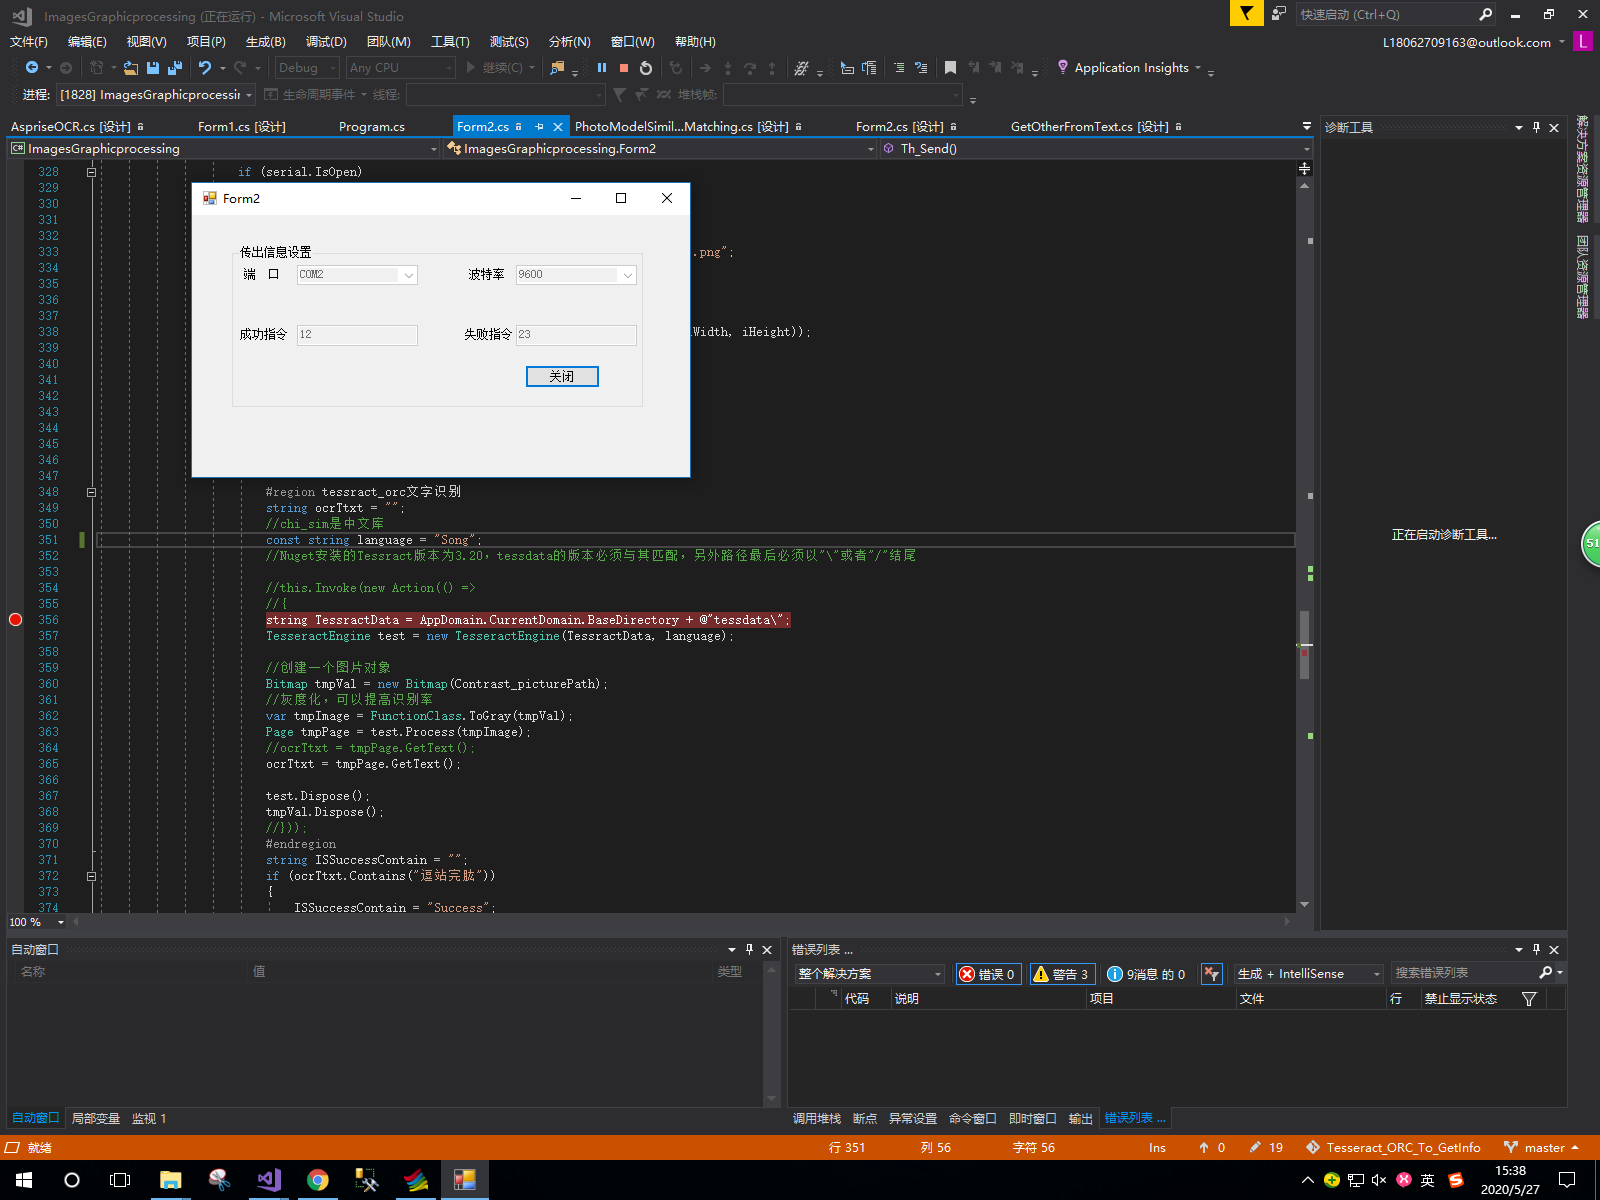 ImagesGraphicprocessing (正在运行) - Microsoft Visual Studio
快速启动 (Ctrl+Q)
文件(F) 编辑(E) 视图(V) 项目(P) 生成(B) 调试(D) 团队(M) 工具(T) 测试(S) 分析(N) 窗口(W) 帮助(H)
L18062709163@outlook.com L
Debug Any CPU 继续(C) Application Insights
进程: [1828] ImagesGraphicprocessir 生命周期事件 线程: 堆栈帧:
AspriseOCR.cs [设计] Form1.cs [设计] Program.cs Form2.cs PhotoModelSimil...Matching.cs [设计] Form2.cs [设计] GetOtherFromText.cs [设计]
诊断工具
ImagesGraphicprocessing ImagesGraphicprocessing.Form2 Th_Send()
解决方案资源管理器
团队资源管理器
328 if (serial.IsOpen)
329
330
331
332
333 .png";
334
335
336
337
338 Width, iHeight));
339
340
341
342
343
344
345
346
347
Form2
传出信息设置
端 口 COM2 波特率 9600
成功指令 12 失败指令 23
关闭
348 #region tessract_orc文字识别
349 string ocrTtxt = "";
350 //chi_sim是中文库
351 const string language = "Song";
352 //Nuget安装的Tessract版本为3.20，tessdata的版本必须与其匹配，另外路径最后必须以"\"或者"/"结尾
353
354 //this.Invoke(new Action(() =>
355 //{
356 string TessractData = AppDomain.CurrentDomain.BaseDirectory + @"tessdata\";
357 TesseractEngine test = new TesseractEngine(TessractData, language);
358
359 //创建一个图片对象
360 Bitmap tmpVal = new Bitmap(Contrast_picturePath);
361 //灰度化，可以提高识别率
362 var tmpImage = FunctionClass.ToGray(tmpVal);
363 Page tmpPage = test.Process(tmpImage);
364 //ocrTtxt = tmpPage.GetText();
365 ocrTtxt = tmpPage.GetText();
366
367 test.Dispose();
368 tmpVal.Dispose();
369 //}));
370 #endregion
371 string ISSuccessContain = "";
372 if (ocrTtxt.Contains("逗站完肱"))
373 {
374 ISSuccessContain = "Success";
正在启动诊断工具...
51
100 %
自动窗口
名称 值 类型
错误列表 ...
整个解决方案 错误 0 警告 3 9消息 的 0 生成 + IntelliSense 搜索错误列表
代码 说明 项目 文件 行 禁止显示状态
自动窗口 局部变量 监视 1
调用堆栈 断点 异常设置 命令窗口 即时窗口 输出 错误列表 ...
就绪 行 351 列 56 字符 56 Ins 0 19 Tesseract_ORC_To_GetInfo master
英
15:38
2020/5/27